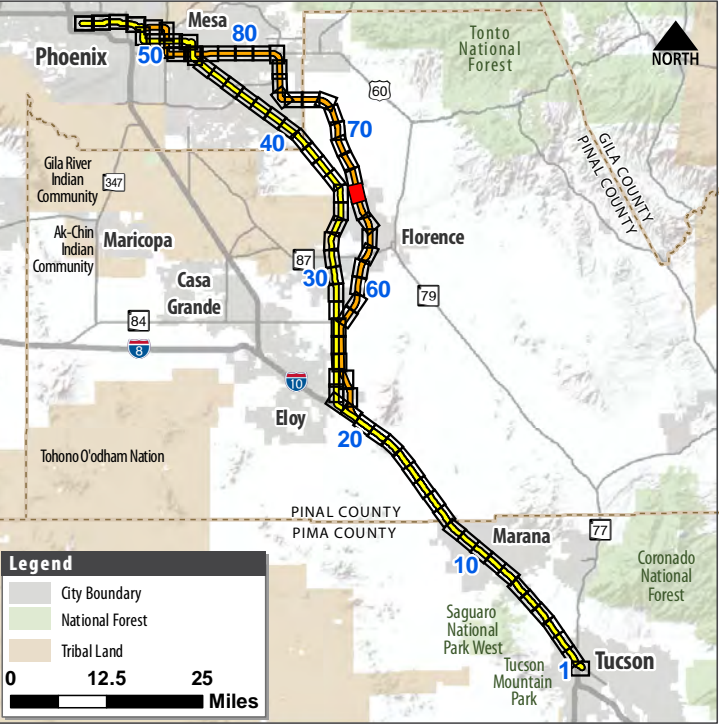 Mesa
80
Tonto
National
Forest
NORTH
Phoenix
50
60
70
40
GILA COUNTY
PINAL COUNTY
Gila River
Indian
Community
347
Ak-Chin
Indian
Community
Maricopa
Florence
87
30
Casa
Grande
60
79
84
8
10
Eloy
20
Tohono O'odham Nation
PINAL COUNTY
PIMA COUNTY
Marana
77
10
Coronado
National
Forest
Saguaro
National
Park West
Tucson
Mountain
Park
1
Tucson
Legend
City Boundary
National Forest
Tribal Land
0 12.5 25
Miles